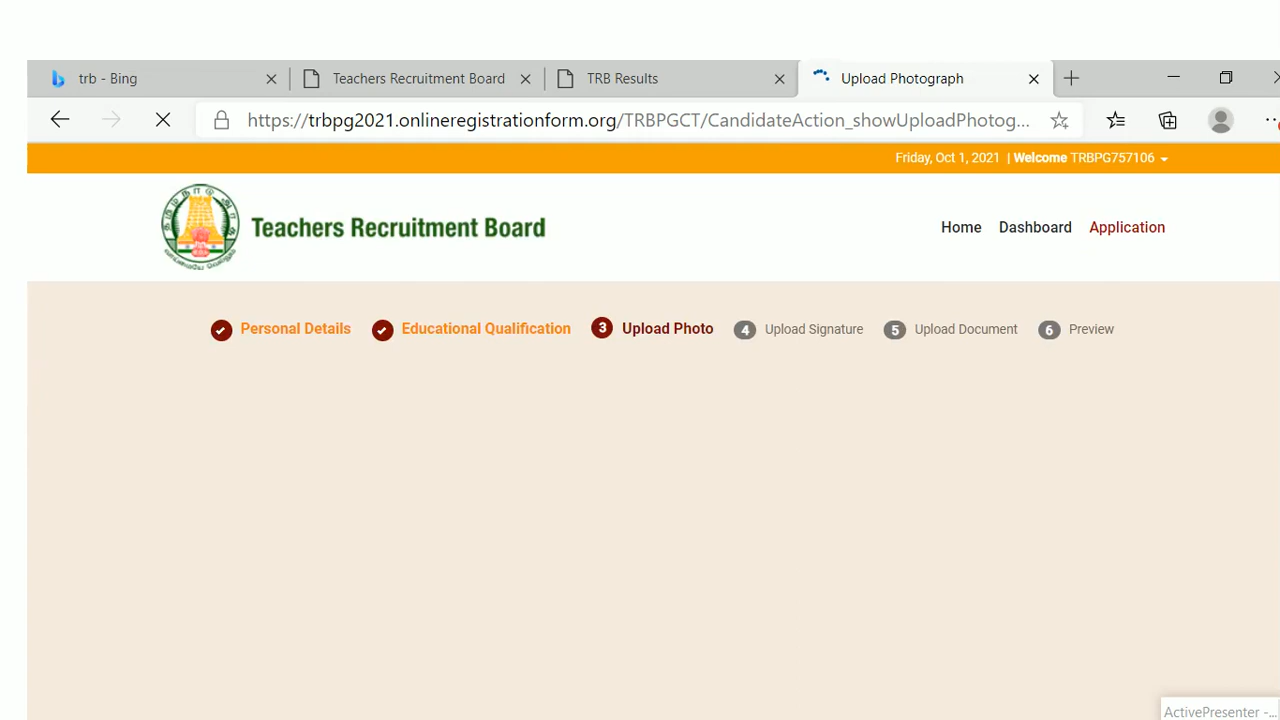 trb - Bing
Teachers Recruitment Board
TRB Results
Upload Photograph
https://trbpg2021.onlineregistrationform.org/TRBPGCT/CandidateAction_showUploadPhotog...
Friday, Oct 1, 2021 | Welcome TRBPG757106
Teachers Recruitment Board
Home Dashboard Application
Personal Details Educational Qualification 3 Upload Photo 4 Upload Signature 5 Upload Document 6 Preview
ActivePresenter -...